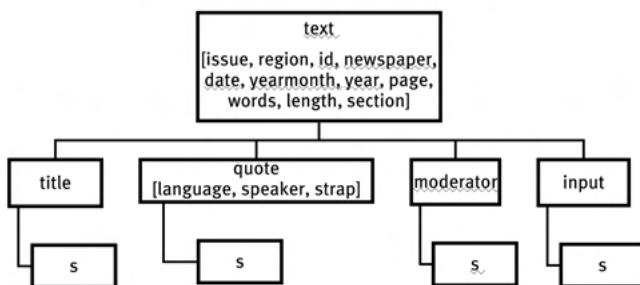 text
[issue, region, id, newspaper,
date, yearmonth, year, page,
words, length, section]
title
quote
[language, speaker, strap]
moderator
input
s
s
s
s